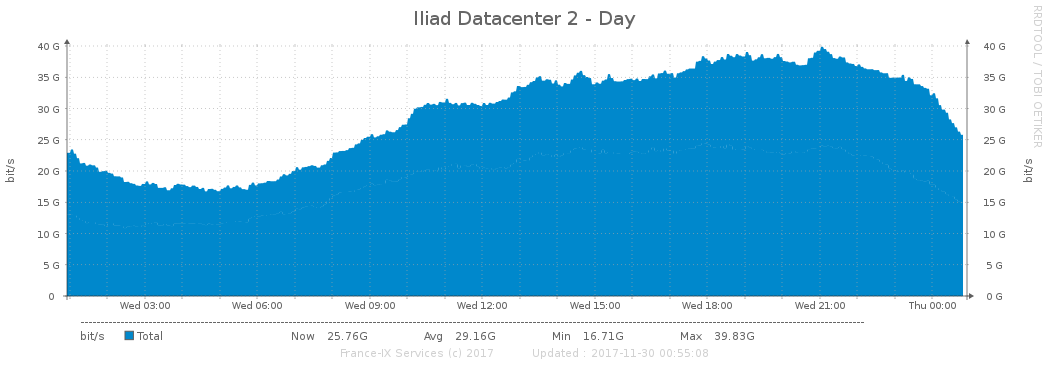 Iliad Datacenter 2 - Day
RRDTOOL / TOBI OETIKER
40 G 40 G
35 G 35 G
30 G 30 G
25 G 25 G
20 G 20 G
15 G 15 G
10 G 10 G
5 G 5 G
0 0 G
bit/s bit/s
Wed 03:00 Wed 06:00 Wed 09:00 Wed 12:00 Wed 15:00 Wed 18:00 Wed 21:00 Thu 00:00
bit/s Total Now 25.76G Avg 29.16G Min 16.71G Max 39.83G
France-IX Services (c) 2017 Updated : 2017-11-30 00:55:08